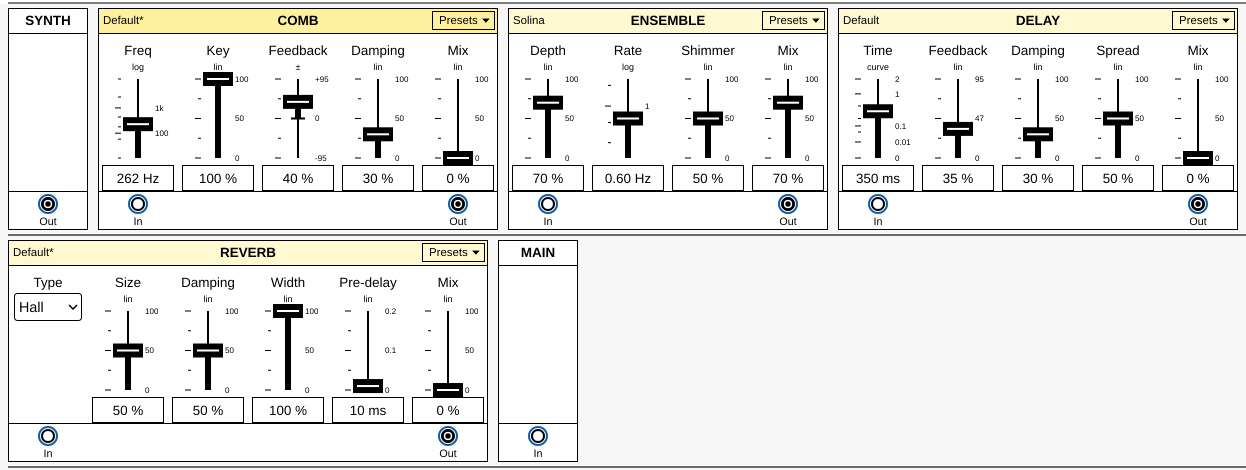 SYNTH
Default* COMB Presets
Solina ENSEMBLE Presets
Default DELAY Presets
Freq Key Feedback Damping Mix
Depth Rate Shimmer Mix
Time Feedback Damping Spread Mix
log lin ± lin lin
lin log lin lin
curve lin lin lin lin
1k 100
100 50 0
+95 0 -95
100 50 0
100 50 0
100 50 0
1
100 50 0
100 50 0
2 1 0.1 0.01 0
95 47 0
100 50 0
100 50 0
100 50 0
262 Hz 100 % 40 % 30 % 0 %
70 % 0.60 Hz 50 % 70 %
350 ms 35 % 30 % 50 % 0 %
Out
In Out
In Out
In Out
Default* REVERB Presets
MAIN
Type Size Damping Width Pre-delay Mix
lin lin lin lin lin
Hall
100 50 0
100 50 0
100 50 0
0.2 0.1 0
100 50 0
50 % 50 % 100 % 10 ms 0 %
In Out
In